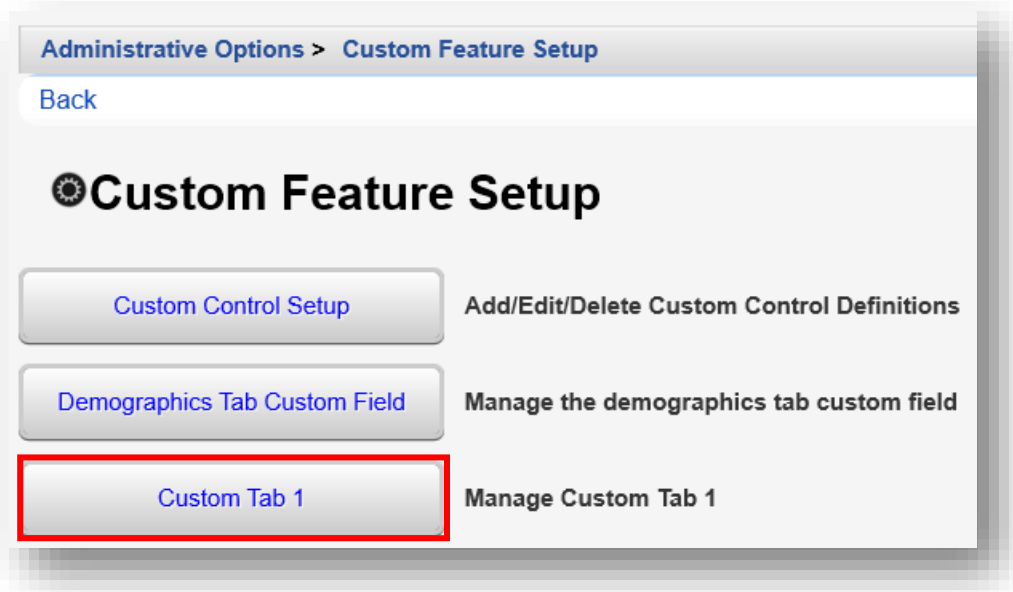 Administrative Options > Custom Feature Setup
Back
Custom Feature Setup
Custom Control Setup Add/Edit/Delete Custom Control Definitions
Demographics Tab Custom Field Manage the demographics tab custom field
Custom Tab 1 Manage Custom Tab 1